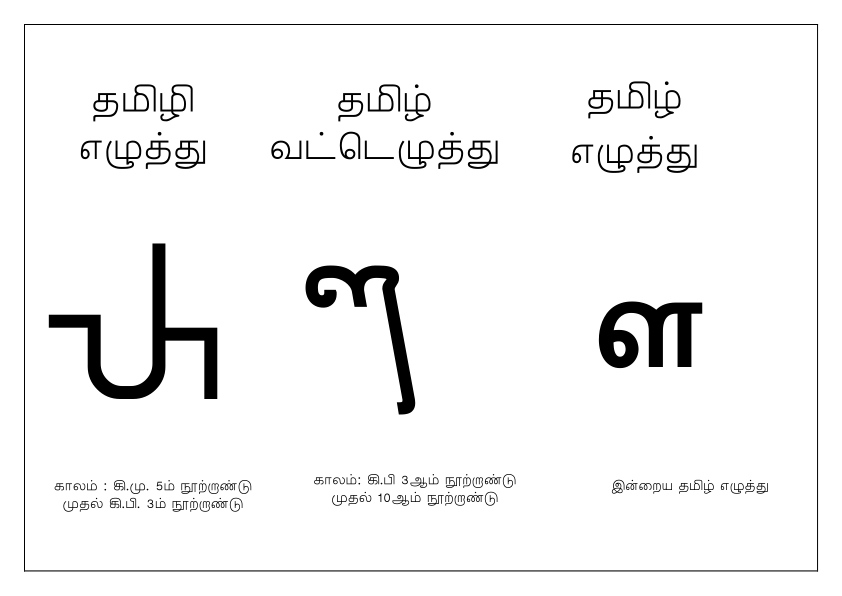 தமிழி
எழுத்து
தமிழ்
வட்டெழுத்து
தமிழ்
எழுத்து
ள
காலம் : கி.மு. 5ம் நூற்றாண்டு
முதல் கி.பி. 3ம் நூற்றாண்டு
காலம்: கி.பி 3ஆம் நூற்றாண்டு
முதல் 10ஆம் நூற்றாண்டு
இன்றைய தமிழ் எழுத்து